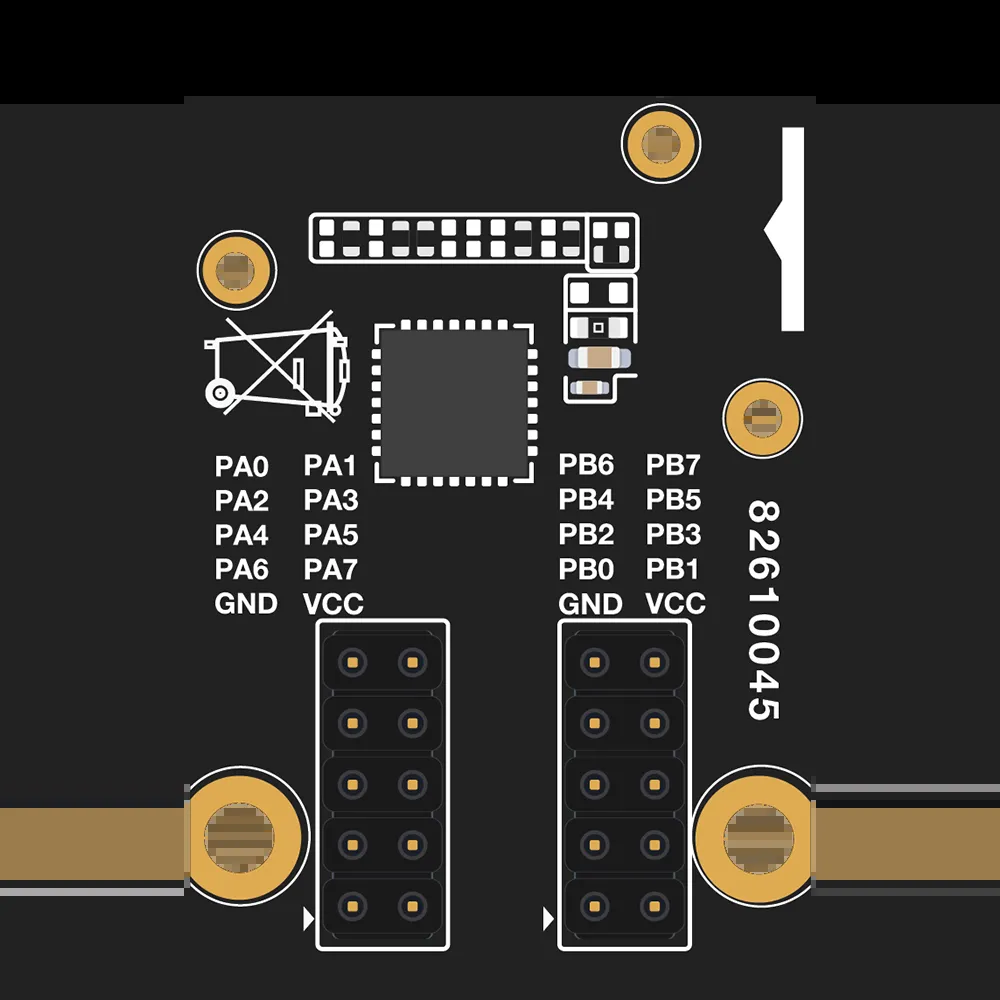 PA0 PA1
PA2 PA3
PA4 PA5
PA6 PA7
GND VCC
PB6 PB7
PB4 PB5
PB2 PB3
PB0 PB1
GND VCC
82610045